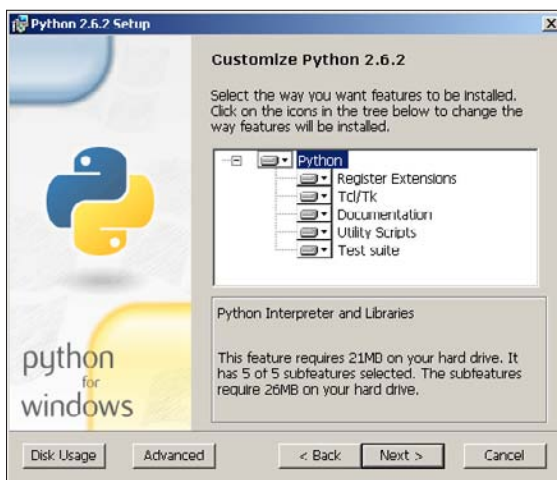 Python 2.6.2 Setup
Customize Python 2.6.2
Select the way you want features to be installed.
Click on the icons in the tree below to change the
way features will be installed.
Python
Register Extensions
Tcl/Tk
Documentation
Utility Scripts
Test suite
Python Interpreter and Libraries
This feature requires 21MB on your hard drive. It
has 5 of 5 subfeatures selected. The subfeatures
require 26MB on your hard drive.
python
for
windows
Disk Usage
Advanced
< Back
Next >
Cancel